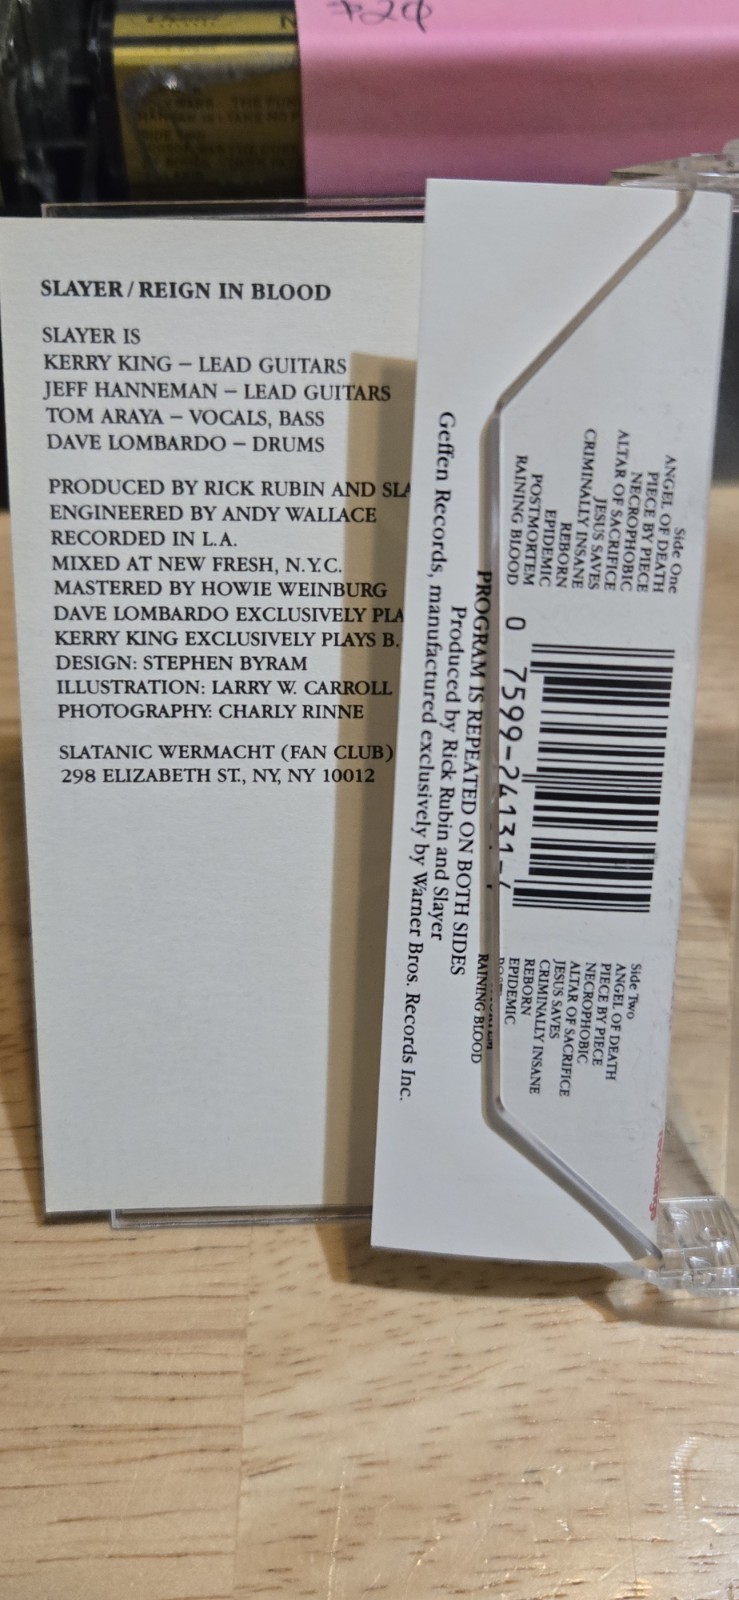 #20
SLAYER / REIGN IN BLOOD
SLAYER IS
KERRY KING – LEAD GUITARS
JEFF HANNEMAN – LEAD GUITARS
TOM ARAYA – VOCALS, BASS
DAVE LOMBARDO – DRUMS
PRODUCED BY RICK RUBIN AND SLA
ENGINEERED BY ANDY WALLACE
RECORDED IN L.A.
MIXED AT NEW FRESH, N.Y.C.
MASTERED BY HOWIE WEINBURG
DAVE LOMBARDO EXCLUSIVELY PLA
KERRY KING EXCLUSIVELY PLAYS B.
DESIGN: STEPHEN BYRAM
ILLUSTRATION: LARRY W. CARROLL
PHOTOGRAPHY: CHARLY RINNE
SLATANIC WERMACHT (FAN CLUB)
298 ELIZABETH ST., NY, NY 10012
Side One
ANGEL OF DEATH
PIECE BY PIECE
NECROPHOBIC
ALTAR OF SACRIFICE
JESUS SAVES
CRIMINALLY INSANE
REBORN
EPIDEMIC
POSTMORTEM
RAINING BLOOD
0 7599-24131-
Side Two
ANGEL OF DEATH
PIECE BY PIECE
NECROPHOBIC
ALTAR OF SACRIFICE
JESUS SAVES
CRIMINALLY INSANE
REBORN
EPIDEMIC
RAINING BLOOD
PROGRAM IS REPEATED ON BOTH SIDES
Produced by Rick Rubin and Slayer
Geffen Records, manufactured exclusively by Warner Bros. Records Inc.
recordings